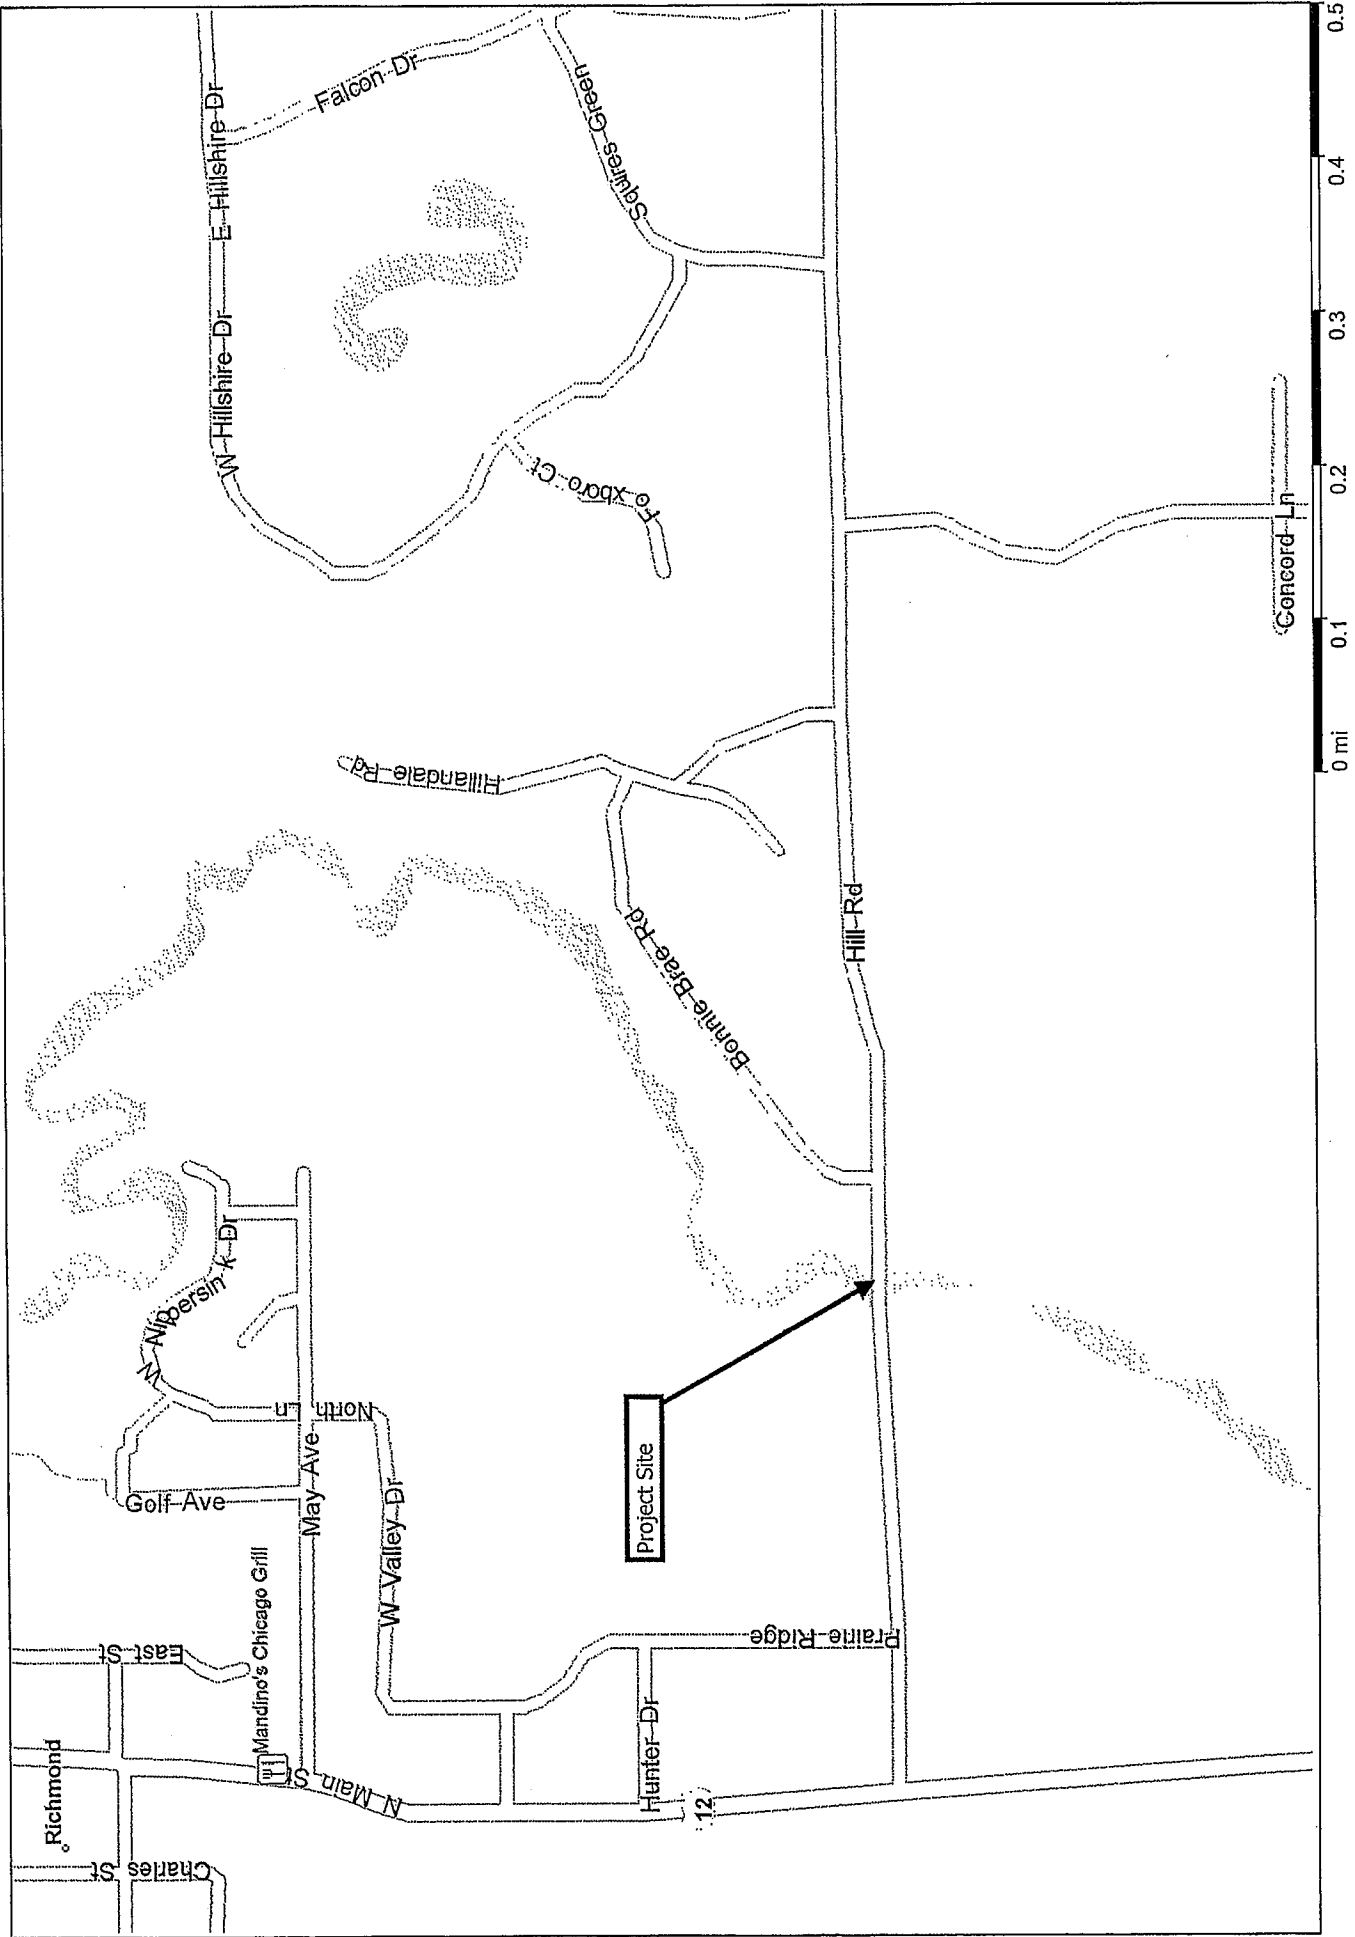 Richmond
Charles St
East St
N Main St
Mandino's Chicago Grill
Golf Ave
May Ave
North Ln
W Nippersink Dr
W Valley Dr
Hunter Dr
12
Prairie Ridge
Project Site
Bonnie Brae Rd
Hill Rd
Hillandale Rd
W Hillshire Dr
E Hillshire Dr
Falcon Dr
Squires Green
Foxboro Ct
Concord Ln
0 mi
0.1
0.2
0.3
0.4
0.5